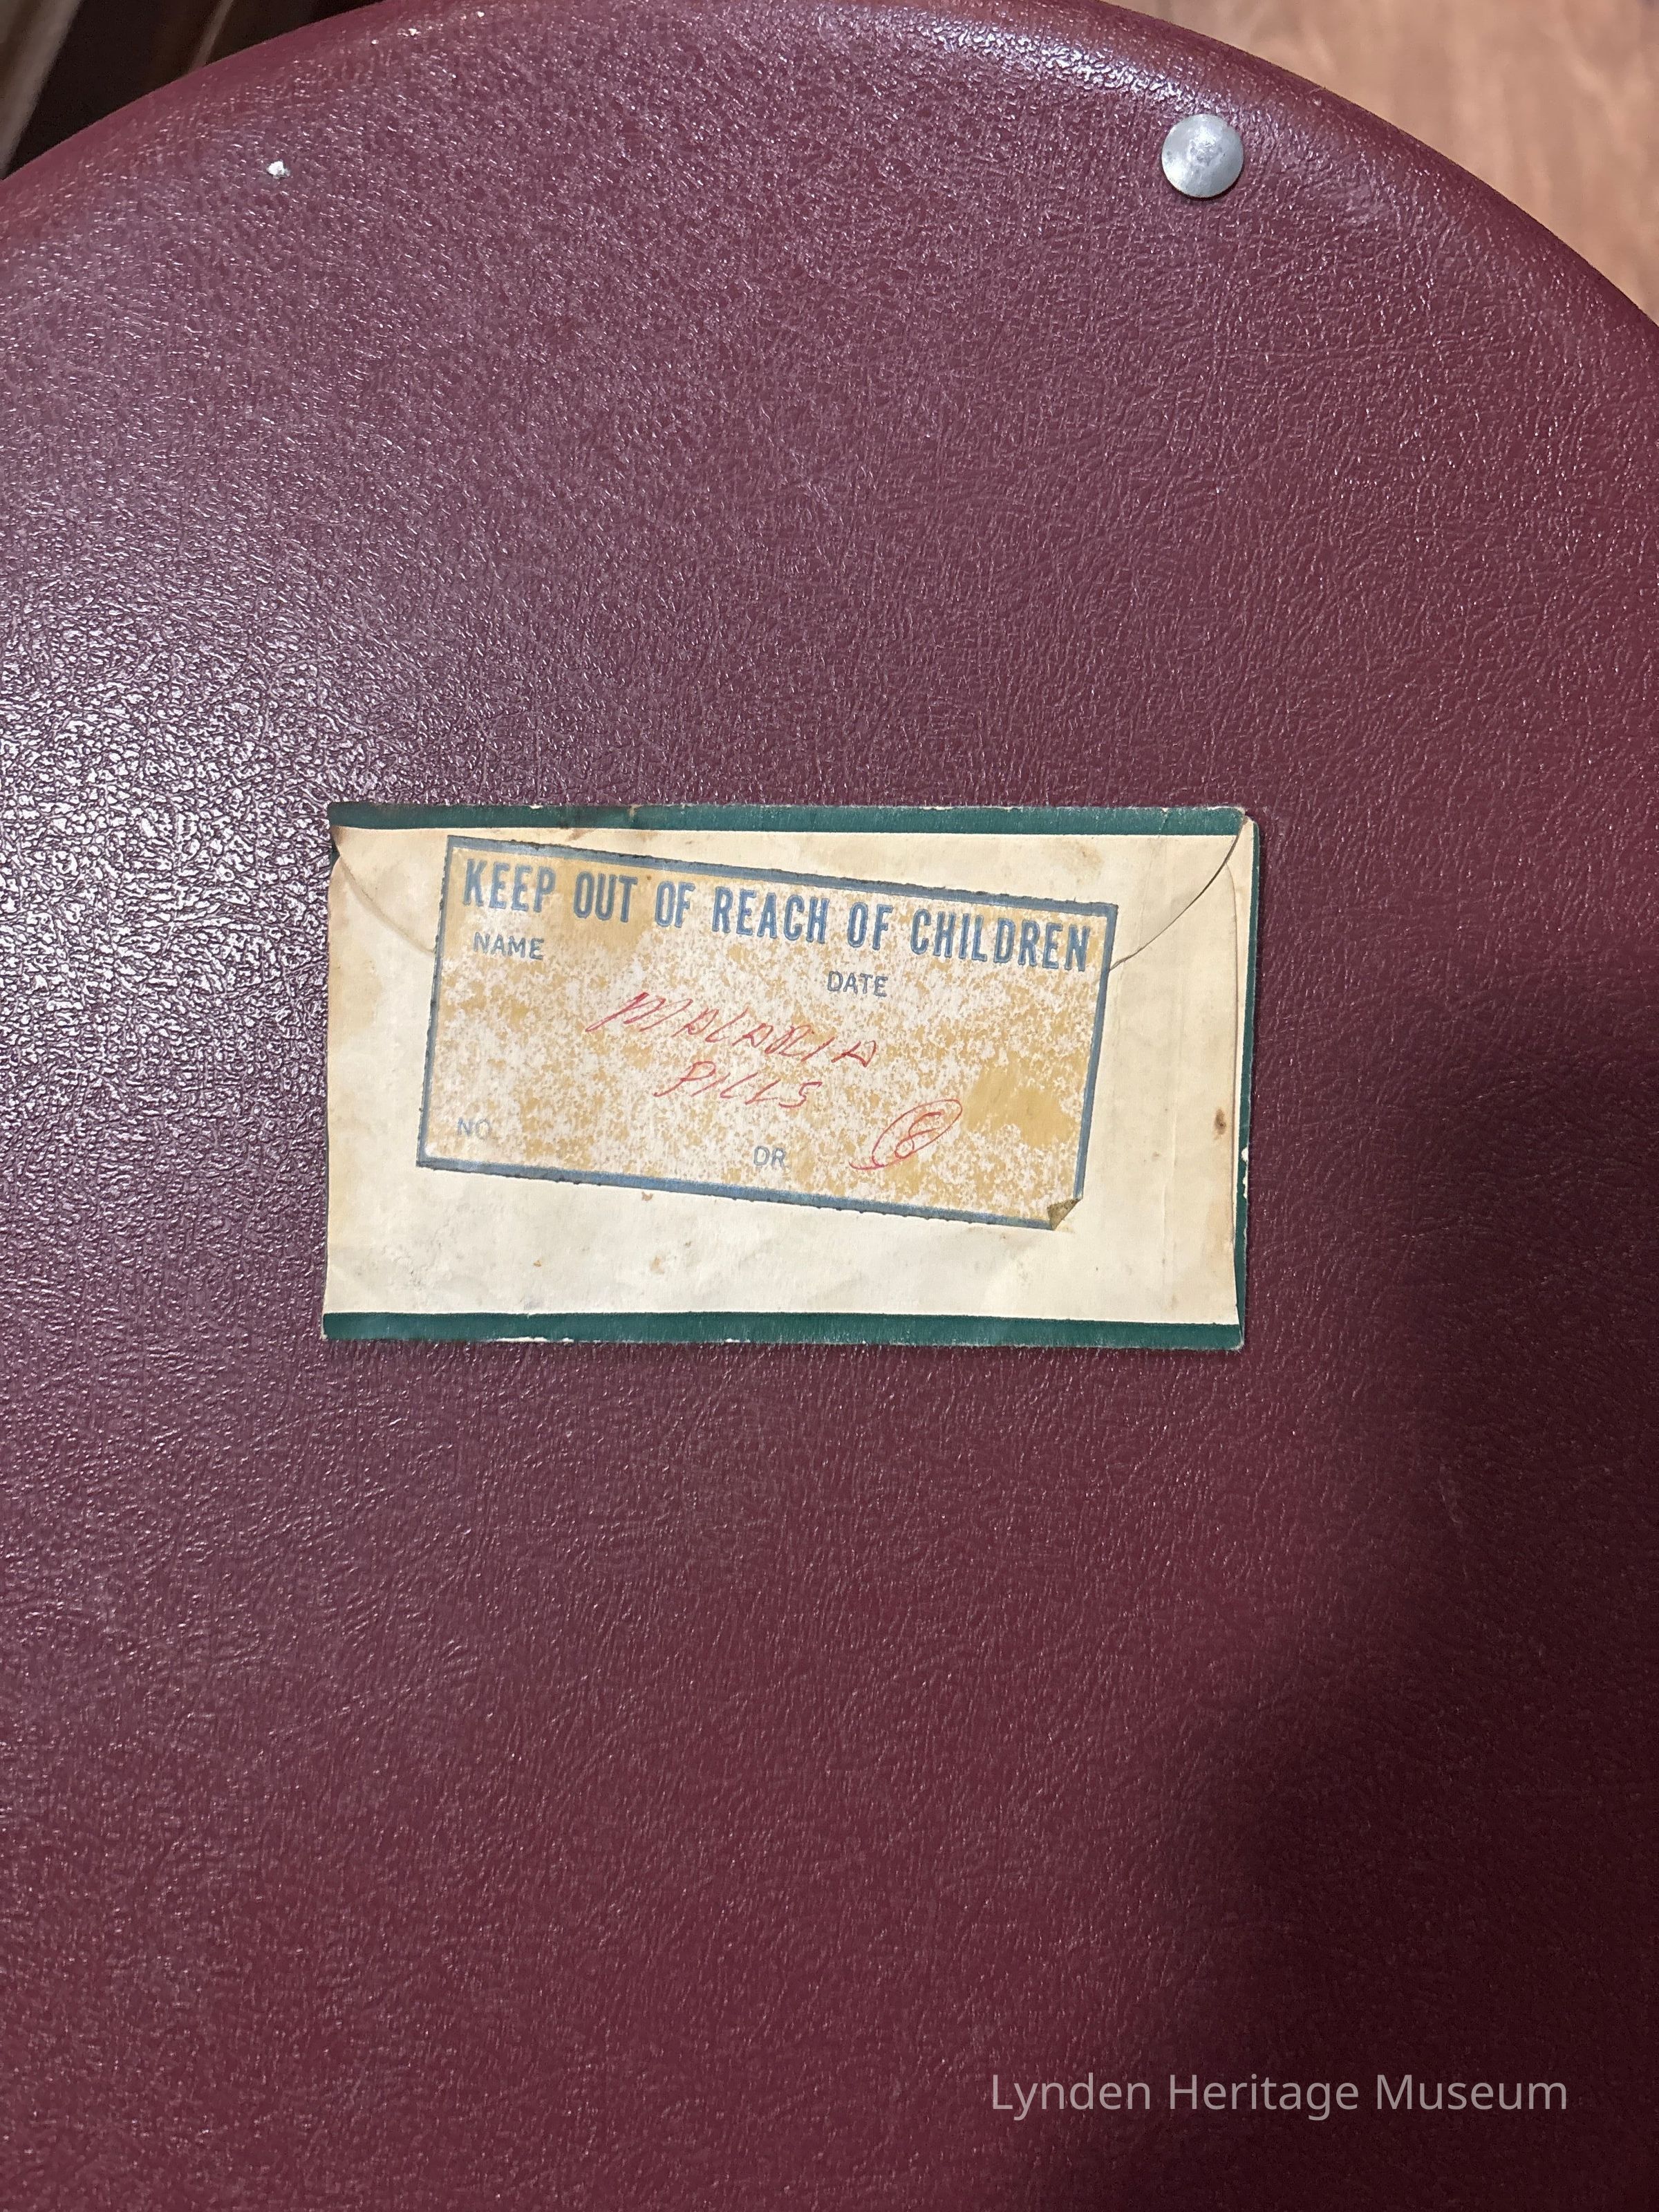 KEEP OUT OF REACH OF CHILDREN
NAME
DATE
MALARIA
PILLS
NO.
DR.
Lynden Heritage Museum